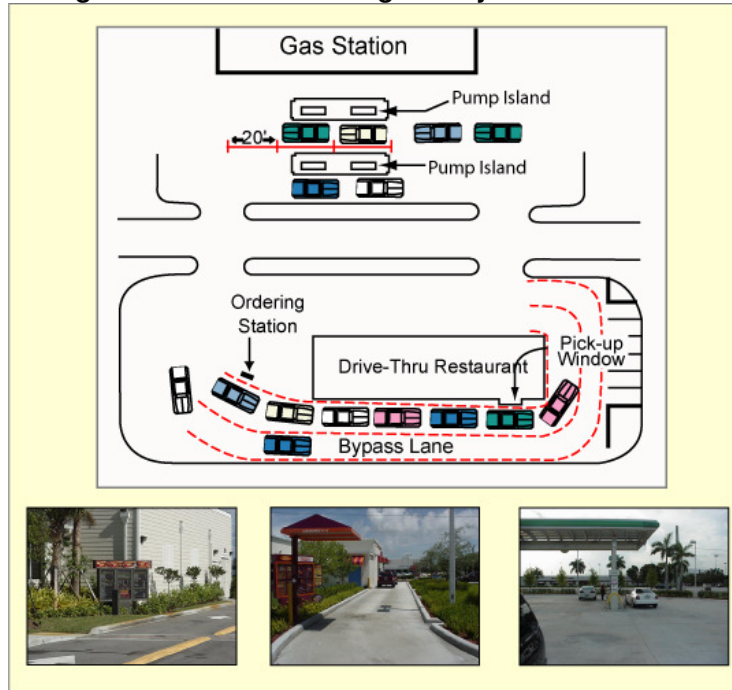 Gas Station
Pump Island
20'
Pump Island
Ordering
Station
Drive-Thru Restaurant
Pick-up
Window
Bypass Lane